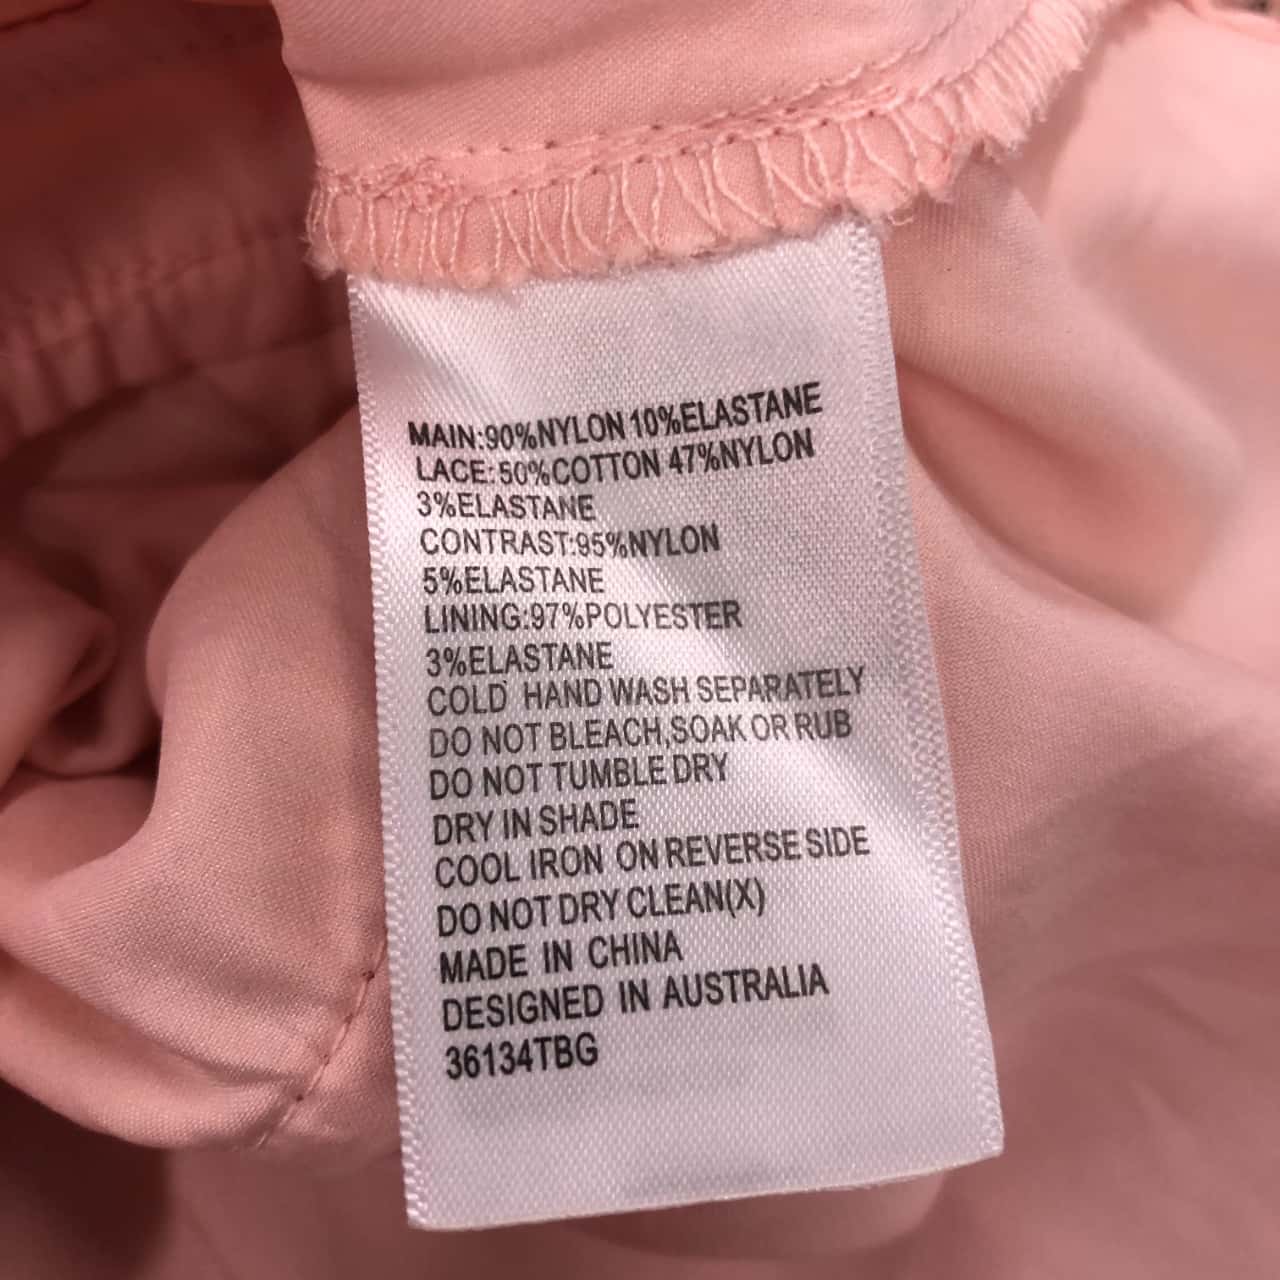 MAIN:90%NYLON 10%ELASTANE
LACE:50%COTTON 47%NYLON
3%ELASTANE
CONTRAST:95%NYLON
5%ELASTANE
LINING:97%POLYESTER
3%ELASTANE
COLD HAND WASH SEPARATELY
DO NOT BLEACH,SOAK OR RUB
DO NOT TUMBLE DRY
DRY IN SHADE
COOL IRON ON REVERSE SIDE
DO NOT DRY CLEAN(X)
MADE IN CHINA
DESIGNED IN AUSTRALIA
36134TBG